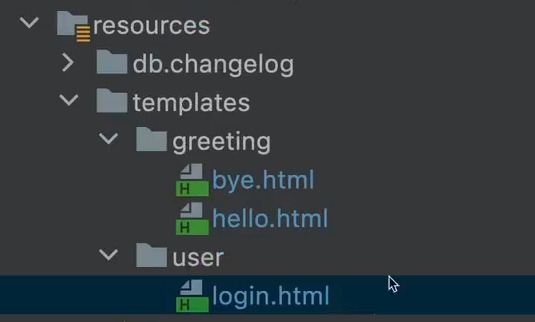 resources
db.changelog
templates
greeting
H bye.html
H hello.html
user
H login.html